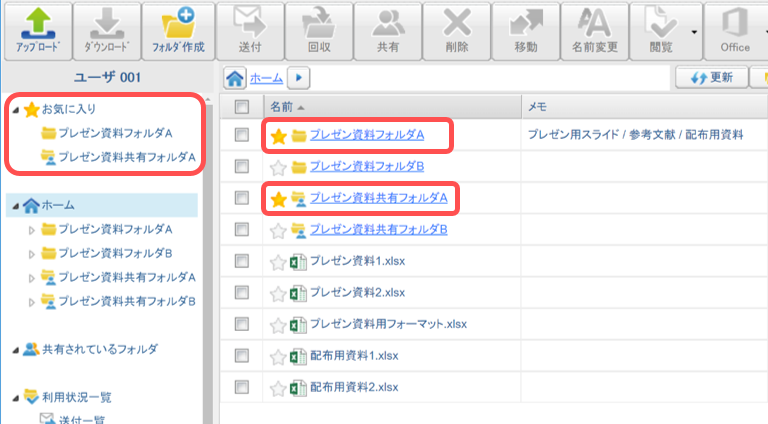 アップロード ダウンロード フォルダ作成 送付 回収 共有 削除 移動 名前変更 閲覧 Office
ユーザ 001
お気に入り
プレゼン資料フォルダA
プレゼン資料共有フォルダA
ホーム
プレゼン資料フォルダA
プレゼン資料フォルダB
プレゼン資料共有フォルダA
プレゼン資料共有フォルダB
共有されているフォルダ
利用状況一覧
送付一覧
ホーム
更新
名前 メモ
プレゼン資料フォルダA プレゼン用スライド / 参考文献 / 配布用資料
プレゼン資料フォルダB
プレゼン資料共有フォルダA
プレゼン資料共有フォルダB
プレゼン資料1.xlsx
プレゼン資料2.xlsx
プレゼン資料用フォーマット.xlsx
配布用資料1.xlsx
配布用資料2.xlsx